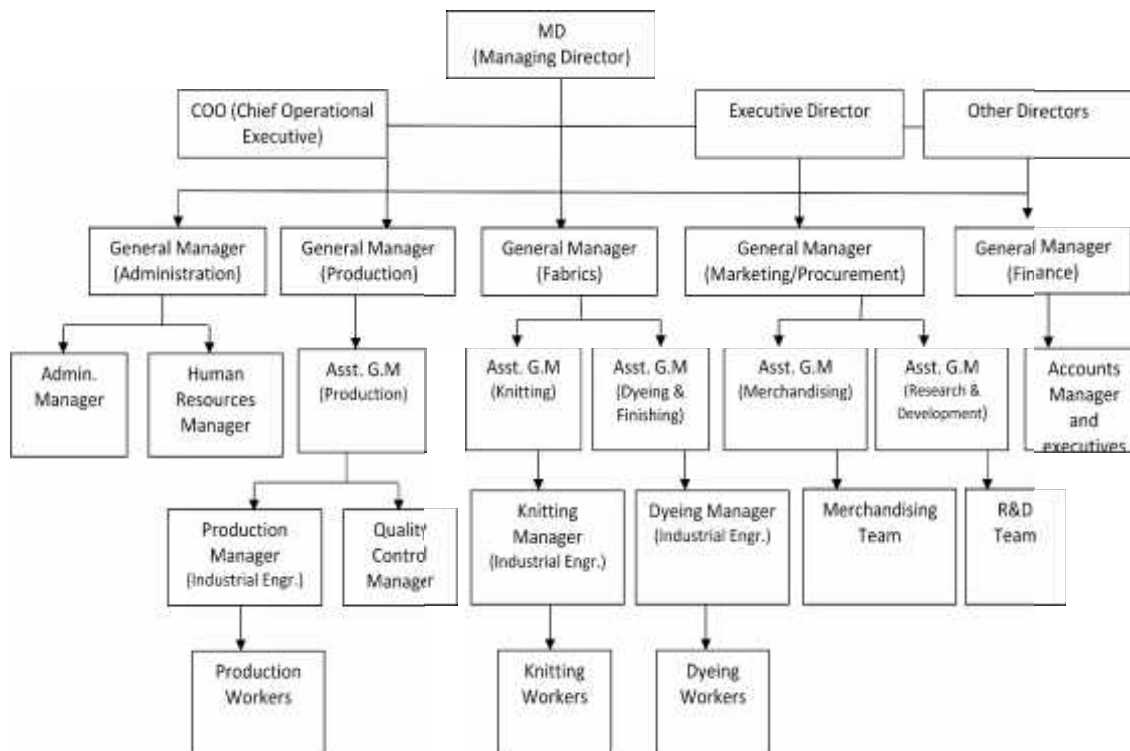 MD
(Managing Director)
COO (Chief Operational
Executive)
Executive Director
Other Directors
General Manager
(Administration)
General Manager
(Production)
General Manager
(Fabrics)
General Manager
(Marketing/Procurement)
General Manager
(Finance)
Admin.
Manager
Human
Resources
Manager
Asst. G.M
(Production)
Asst. G.M
(Knitting)
Asst. G.M
(Dyeing &
Finishing)
Asst. G.M
(Merchandising)
Asst. G.M
(Research &
Development)
Accounts
Manager
and
executives
Production
Manager
(Industrial Engr.)
Quality
Control
Manager
Knitting
Manager
(Industrial Engr.)
Dyeing Manager
(Industrial Engr.)
Merchandising
Team
R&D
Team
Production
Workers
Knitting
Workers
Dyeing
Workers